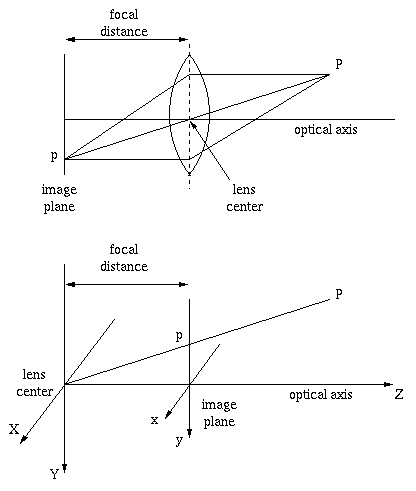 focal
distance
P
optical axis
p
image
plane
lens
center
focal
distance
P
p
lens
center
optical axis
Z
image
plane
x
X
y
Y